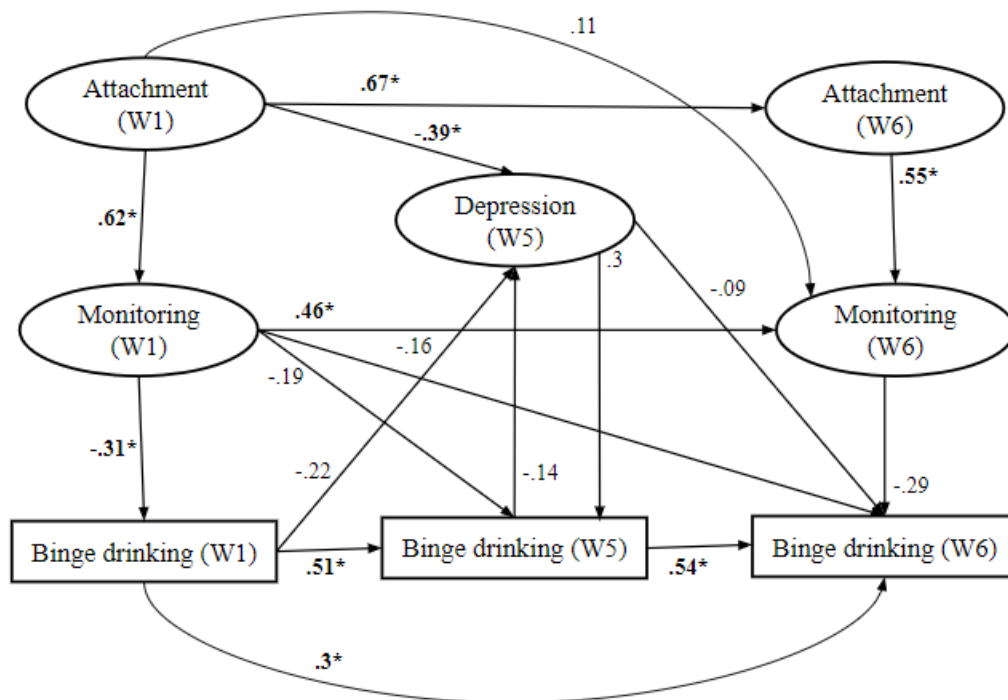 .11
Attachment
(W1)
.67*
Attachment
(W6)
-.39*
.62*
Depression
(W5)
.55*
.3
-.09
Monitoring
(W1)
.46*
Monitoring
(W6)
-.16
-.19
-.31*
-.22
-.14
-.29
Binge drinking (W1)
.51*
Binge drinking (W5)
.54*
Binge drinking (W6)
.3*